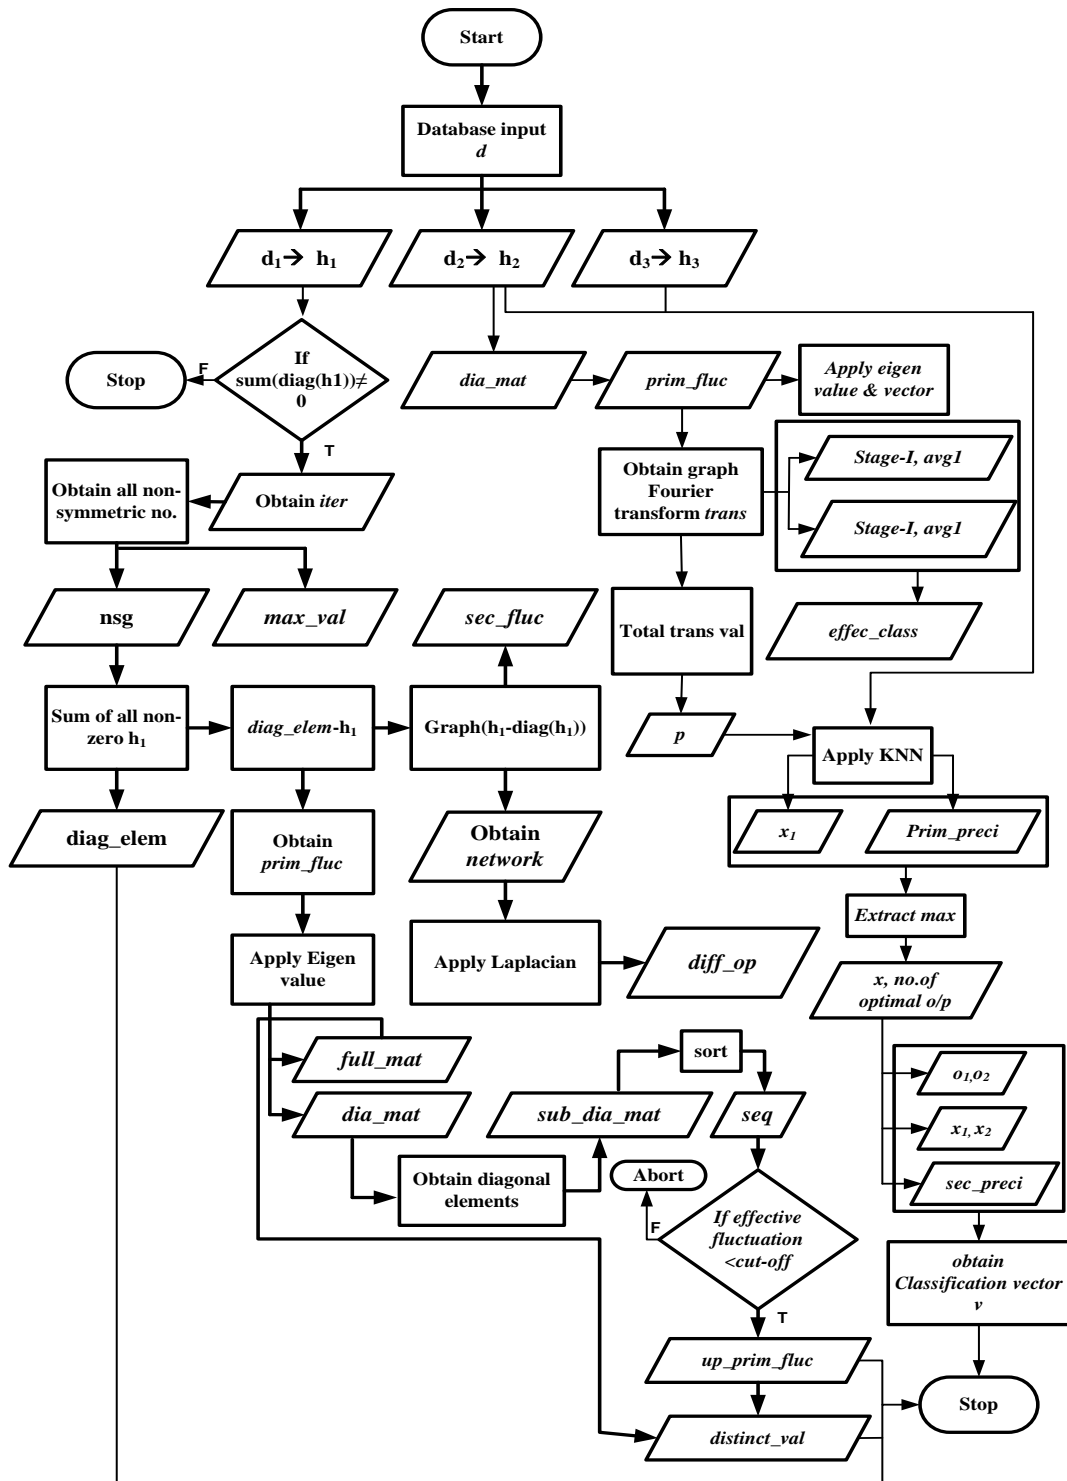 Start
Database input
d
d₁→ h₁
d₂→ h₂
d₃→ h₃
If
sum(diag(h1))≠
0
F
Stop
T
dia_mat
prim_fluc
Apply eigen
value & vector
Obtain all non-
symmetric no.
Obtain iter
Obtain graph
Fourier
transform trans
Stage-I, avg1
Stage-I, avg1
nsg
max_val
sec_fluc
Total trans val
effec_class
Sum of all non-
zero h₁
diag_elem-h₁
Graph(h₁-diag(h₁))
p
Apply KNN
diag_elem
Obtain
prim_fluc
Obtain
network
x₁
Prim_preci
Extract max
Apply Eigen
value
Apply Laplacian
diff_op
x, no.of
optimal o/p
full_mat
sort
dia_mat
sub_dia_mat
seq
o₁,o₂
x₁, x₂
sec_preci
Obtain diagonal
elements
Abort
F
If effective
fluctuation
<cut-off
T
obtain
Classification vector
v
up_prim_fluc
distinct_val
Stop